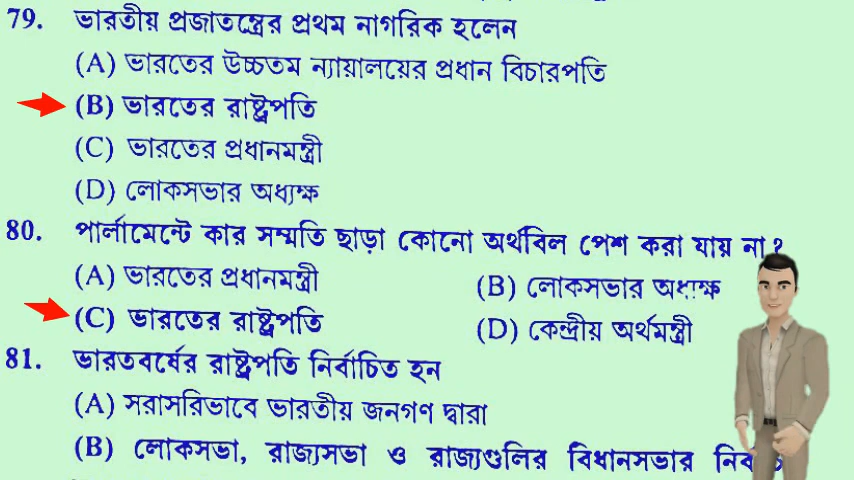 79. ভারতীয় প্রজাতন্ত্রের প্রথম নাগরিক হলেন
(A) ভারতের উচ্চতম ন্যায়ালয়ের প্রধান বিচারপতি
(B) ভারতের রাষ্ট্রপতি
(C) ভারতের প্রধানমন্ত্রী
(D) লোকসভার অধ্যক্ষ
80. পার্লামেন্টে কার সম্মতি ছাড়া কোনো অর্থবিল পেশ করা যায় না?
(A) ভারতের প্রধানমন্ত্রী (B) লোকসভার অধ্যক্ষ
(C) ভারতের রাষ্ট্রপতি (D) কেন্দ্রীয় অর্থমন্ত্রী
81. ভারতবর্ষের রাষ্ট্রপতি নির্বাচিত হন
(A) সরাসরিভাবে ভারতীয় জনগণ দ্বারা
(B) লোকসভা, রাজ্যসভা ও রাজ্যগুলির বিধানসভার